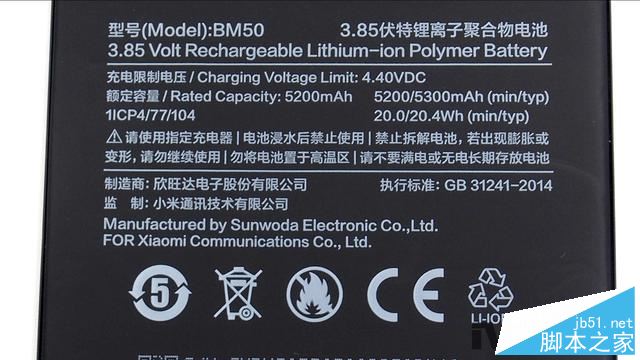 型号(Model):BM50 3.85伏特锂离子聚合物电池
3.85 Volt Rechargeable Lithium-ion Polymer Battery
充电限制电压 / Charging Voltage Limit: 4.40VDC
额定容量 / Rated Capacity: 5200mAh 5200/5300mAh (min/typ)
1ICP4/77/104 20.0/20.4Wh (min/typ)
请使用指定充电器 | 电池浸水后禁止使用 | 禁止拆解电池，若出现膨胀或
变形，请勿继续使用 | 勿将电池置于高温区 | 请不要满电或无电长期存放电池
制造商：欣旺达电子股份有限公司 执行标准：GB 31241-2014
监 制：小米通讯技术有限公司
Manufactured by Sunwoda Electronic Co.,Ltd.
FOR Xiaomi Communications Co., Ltd.
5
CE
LI-ION
jb51.net
脚本之家